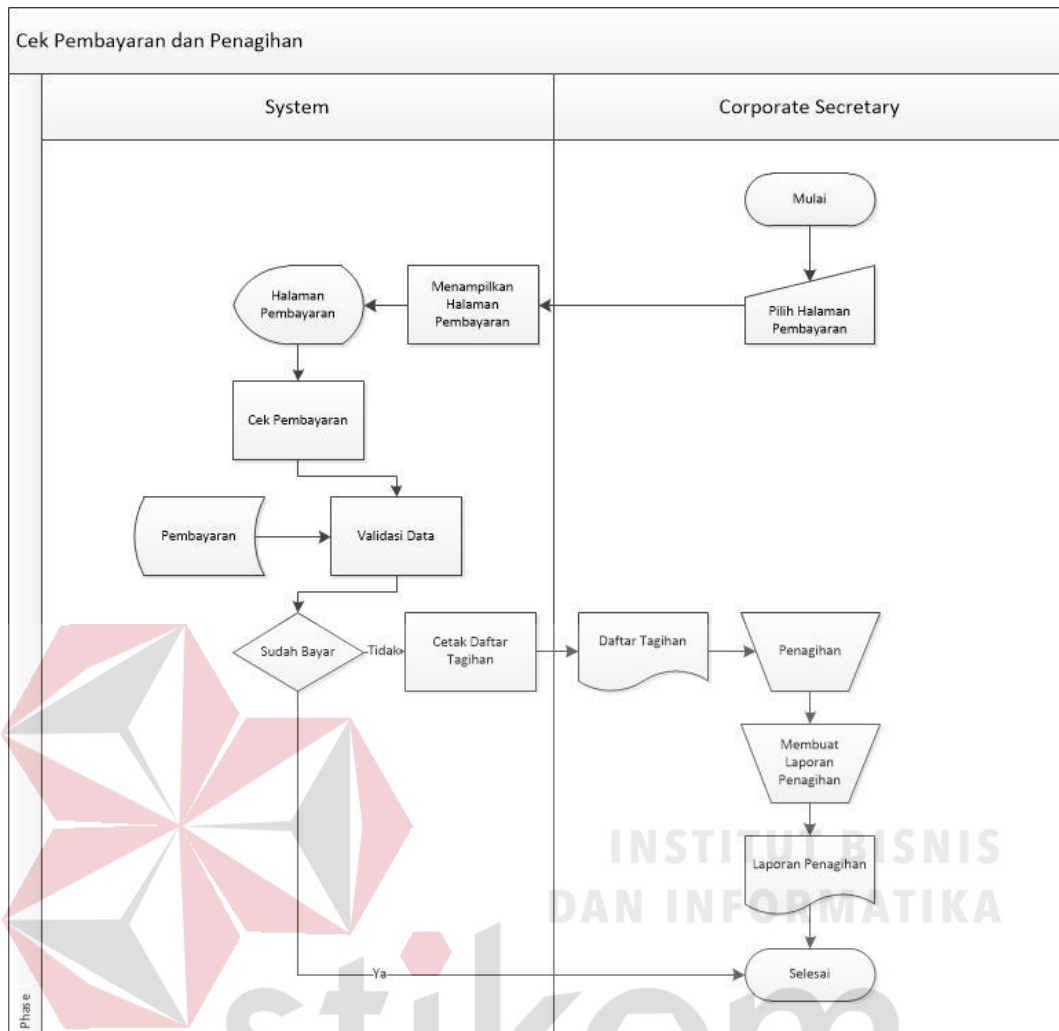 Cek Pembayaran dan Penagihan
System
Corporate Secretary
Mulai
Pilih Halaman
Pembayaran
Menampilkan
Halaman
Pembayaran
Halaman
Pembayaran
Cek Pembayaran
Pembayaran
Validasi Data
Sudah Bayar
Tidak
Cetak Daftar
Tagihan
Daftar Tagihan
Penagihan
Membuat
Laporan
Penagihan
Laporan Penagihan
Ya
Selesai
Phase
INSTITUT BISNIS
DAN INFORMATIKA
stikom